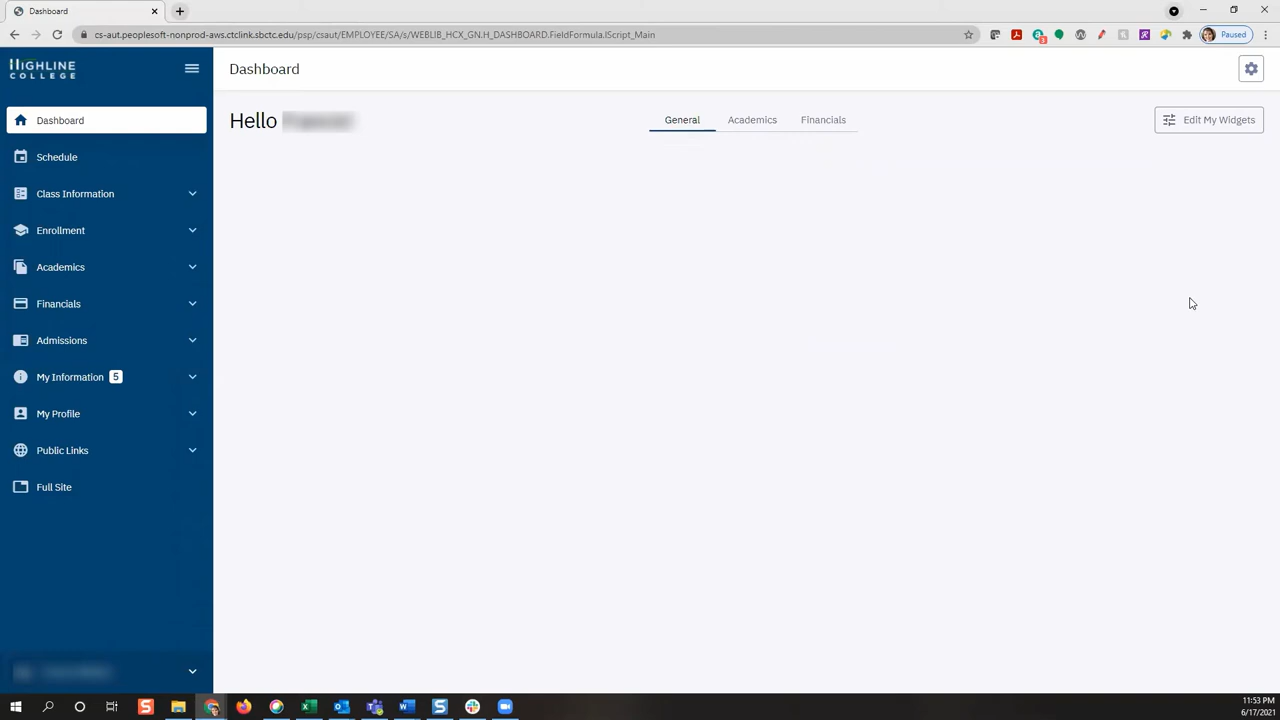 Dashboard
cs-aut.peoplesoft-nonprod-aws.ctclink.sbctc.edu/psp/csaut/EMPLOYEE/SA/s/WEBLIB_HCX_GN.H_DASHBOARD.FieldFormula.IScript_Main
3
Paused
HIGHLINE
COLLEGE
Dashboard
Dashboard
Hello
General
Academics
Financials
Edit My Widgets
Schedule
Class Information
Enrollment
Academics
Financials
Admissions
My Information 5
My Profile
Public Links
Full Site
11:53 PM
6/17/2021